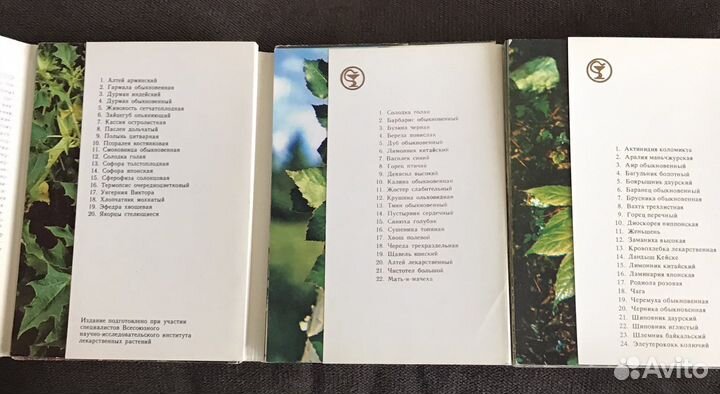 1. Алтей армянский
2. Гармала обыкновенная
3. Дурман индейский
4. Дурман обыкновенный
5. Живокость сетчатоплодная
6. Зайцегуб опьяняющий
7. Кассия остролистная
8. Паслен дольчатый
9. Полынь цитварная
10. Псоралея костянковая
11. Смоковница обыкновенная
12. Солодка голая
13. Софора толстоплодная
14. Софора японская
15. Сферофиза солонцовая
16. Термопсис очередноцветковый
17. Унгерния Виктора
18. Хлопчатник мохнатый
19. Эфедра хвощевая
20. Якорцы стелющиеся
Издание подготовлено при участии
специалистов Всесоюзного
научно-исследовательского института
лекарственных растений
1. Солодка голая
2. Барбарис обыкновенный
3. Бузина черная
4. Береза повислая
5. Дуб обыкновенный
6. Лимонник китайский
7. Василек синий
8. Горец птичий
9. Девясил высокий
10. Калина обыкновенная
11. Жостер слабительный
12. Крушина ольховидная
13. Тмин обыкновенный
14. Пустырник сердечный
15. Синюха голубая
16. Сушеница топяная
17. Хвощ полевой
18. Череда трехраздельная
19. Щавель конский
20. Алтей лекарственный
21. Чистотел большой
22. Мать-и-мачеха
1. Актинидия коломикта
2. Аралия маньчжурская
3. Аир обыкновенный
4. Багульник болотный
5. Боярышник даурский
6. Баранец обыкновенный
7. Брусника обыкновенная
8. Вахта трехлистная
9. Горец перечный
10. Диоскорея ниппонская
11. Женьшень
12. Заманиха высокая
13. Кровохлебка лекарственная
14. Ландыш Кейске
15. Лимонник китайский
16. Ламинария японская
17. Родиола розовая
18. Чага
19. Черемуха обыкновенная
20. Черника обыкновенная
21. Шиповник даурский
22. Шиповник иглистый
23. Шлемник байкальский
24. Элеутерококк колючий
Avito